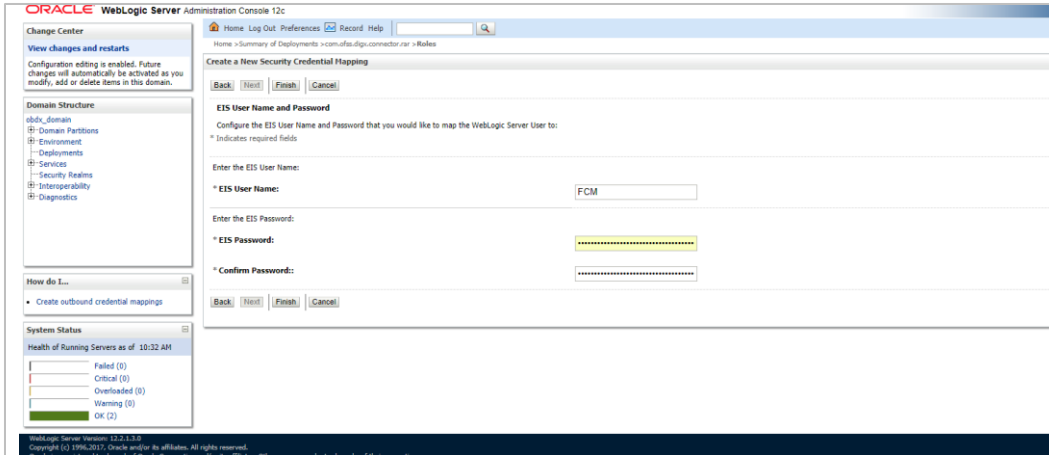 ORACLE WebLogic Server Administration Console 12c
Change Center
View changes and restarts
Configuration editing is enabled. Future
changes will automatically be activated as you
modify, add or delete items in this domain.
Domain Structure
obdx_domain
Domain Partitions
Environment
Deployments
Services
Security Realms
Interoperability
Diagnostics
How do I...
Create outbound credential mappings
System Status
Health of Running Servers as of 10:32 AM
Failed (0)
Critical (0)
Overloaded (0)
Warning (0)
OK (2)
Home Log Out Preferences Record Help
Home >Summary of Deployments >com.ofss.digx.connector.rar >Roles
Create a New Security Credential Mapping
Back Next Finish Cancel
EIS User Name and Password
Configure the EIS User Name and Password that you would like to map the WebLogic Server User to:
* Indicates required fields
Enter the EIS User Name:
* EIS User Name: FCM
Enter the EIS Password:
* EIS Password:
* Confirm Password::
Back Next Finish Cancel
WebLogic Server Version: 12.2.1.3.0
Copyright (c) 1996,2017, Oracle and/or its affiliates. All rights reserved.